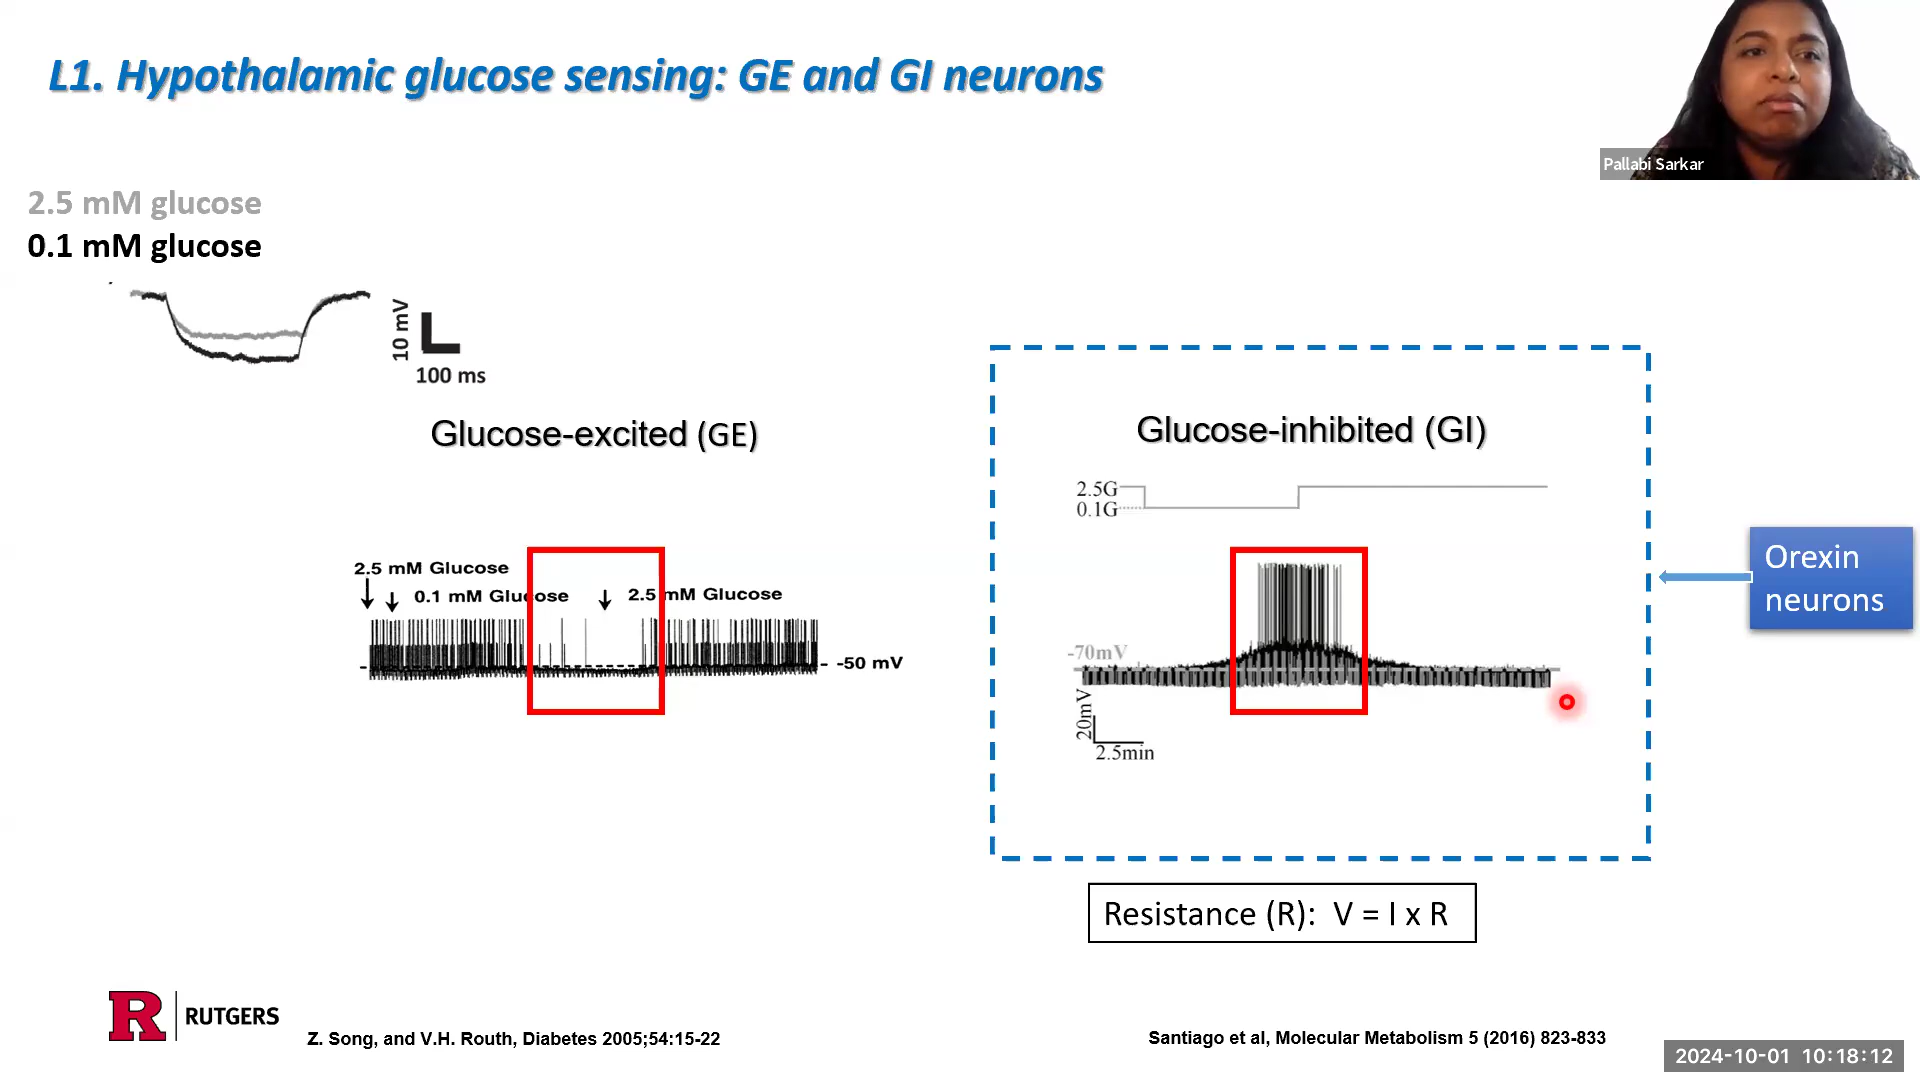 L1. Hypothalamic glucose sensing: GE and GI neurons
Pallabi Sarkar
2.5 mM glucose
0.1 mM glucose
10 mV
100 ms
Glucose-excited (GE)
2.5 mM Glucose
0.1 mM Glucose
2.5 mM Glucose
-50 mV
Glucose-inhibited (GI)
2.5G
0.1G
-70mV
20mV
2.5min
Orexin
neurons
Resistance (R): V = I x R
R RUTGERS
Z. Song, and V.H. Routh, Diabetes 2005;54:15-22
Santiago et al, Molecular Metabolism 5 (2016) 823-833
2024-10-01 10:18:12